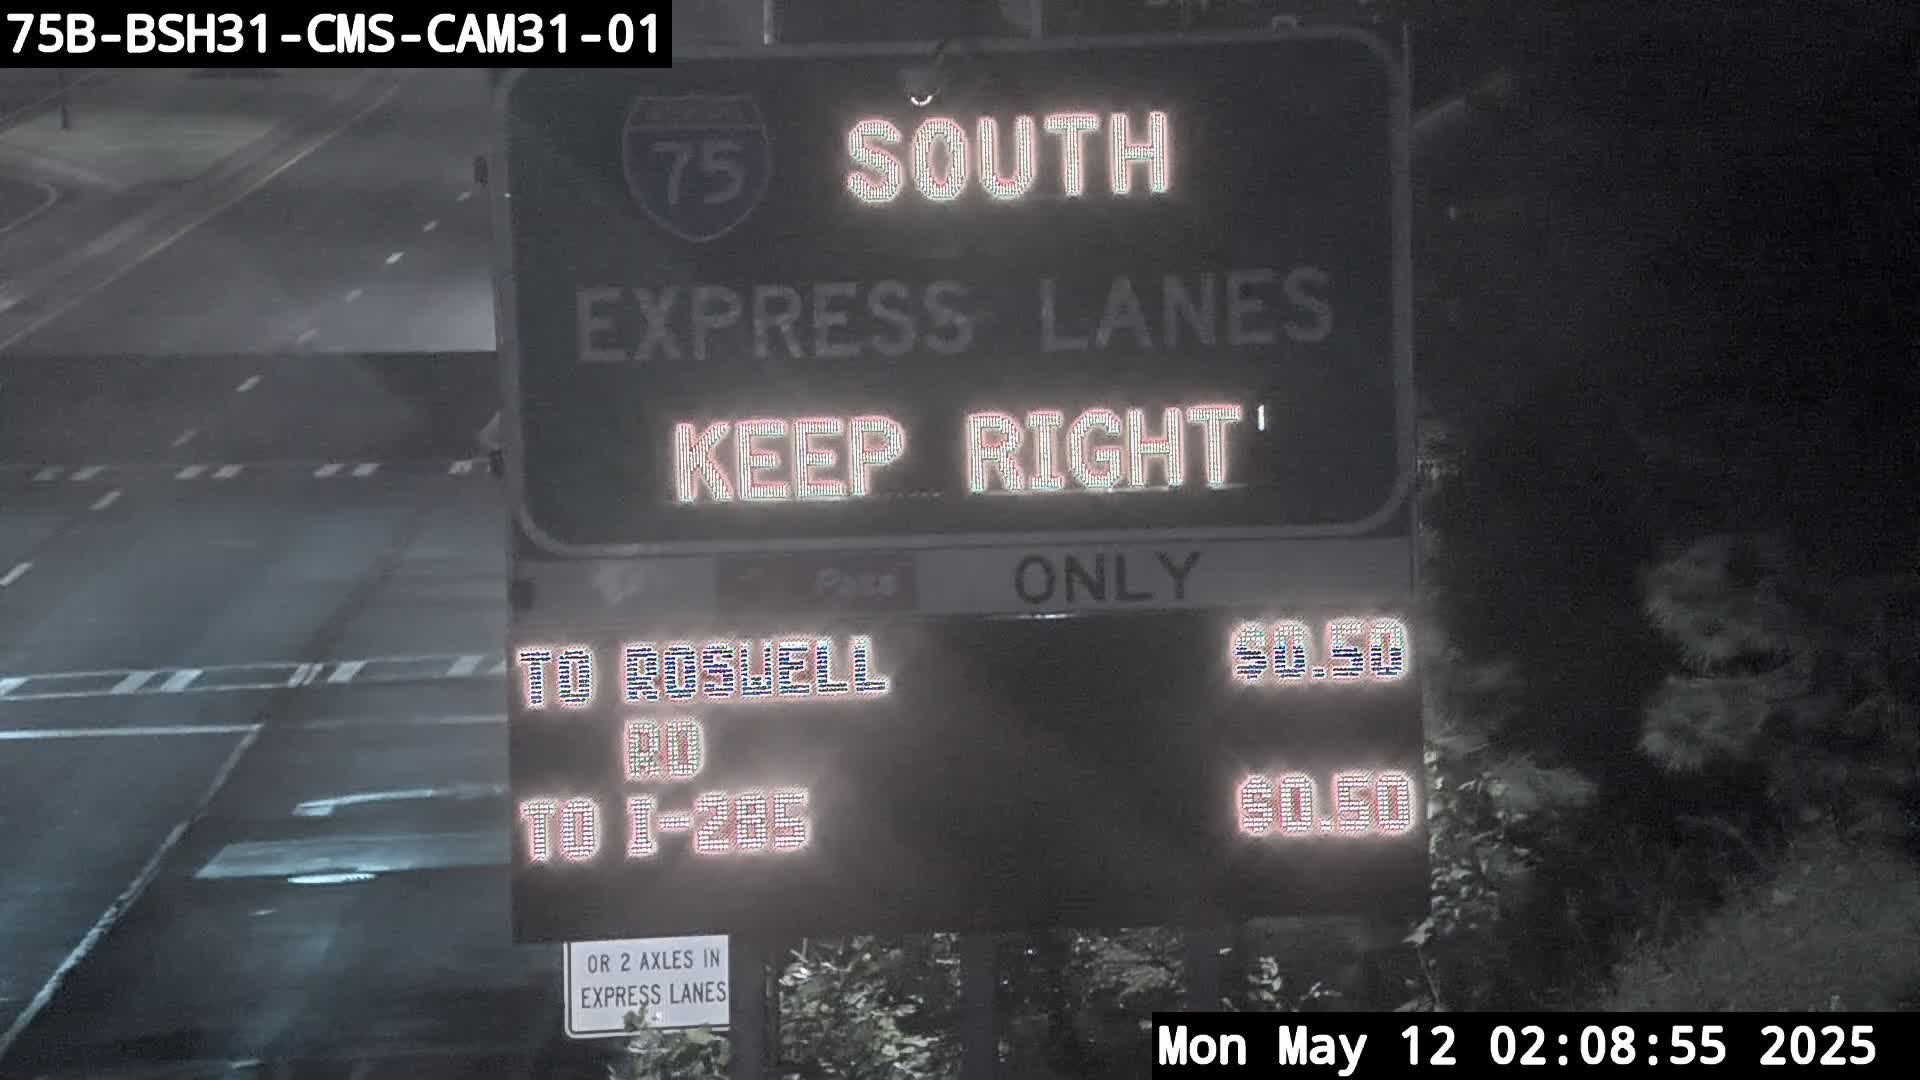 75B-BSH31-CMS-CAM31-01
75 SOUTH
EXPRESS LANES
KEEP RIGHT
Pass ONLY
TO ROSWELL $0.50
RD
TO I-285 $0.50
OR 2 AXLES IN
EXPRESS LANES
Mon May 12 02:08:55 2025